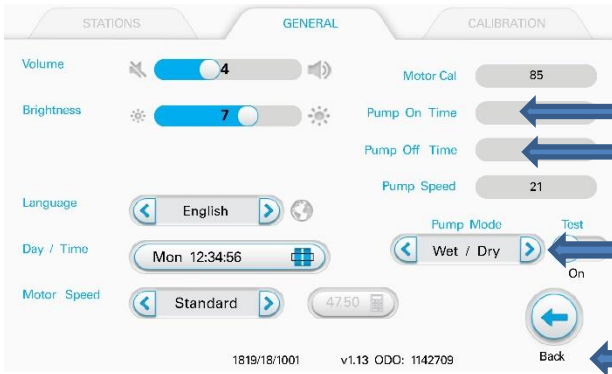 STATIONS GENERAL CALIBRATION
Volume 4
Motor Cal 85
Brightness 7
Pump On Time
Pump Off Time
Pump Speed 21
Language English
Pump Mode Test
Day / Time Mon 12:34:56
Wet / Dry
On
Motor Speed Standard 47.50
1819/18/1001 v1.13 ODO: 1142709 Back